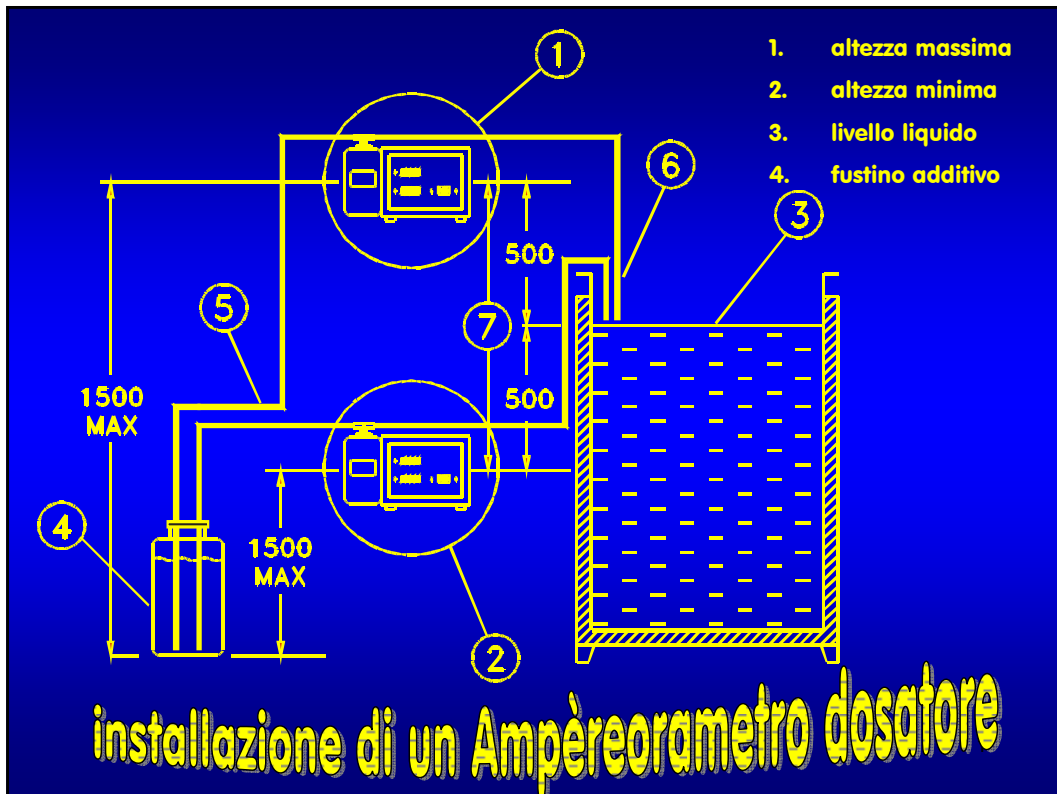 1. altezza massima
2. altezza minima
3. livello liquido
4. fustino additivo
1
6
3
500
5
7
1500
MAX
500
4
1500
MAX
2
installazione di un Ampèreorametro dosatore